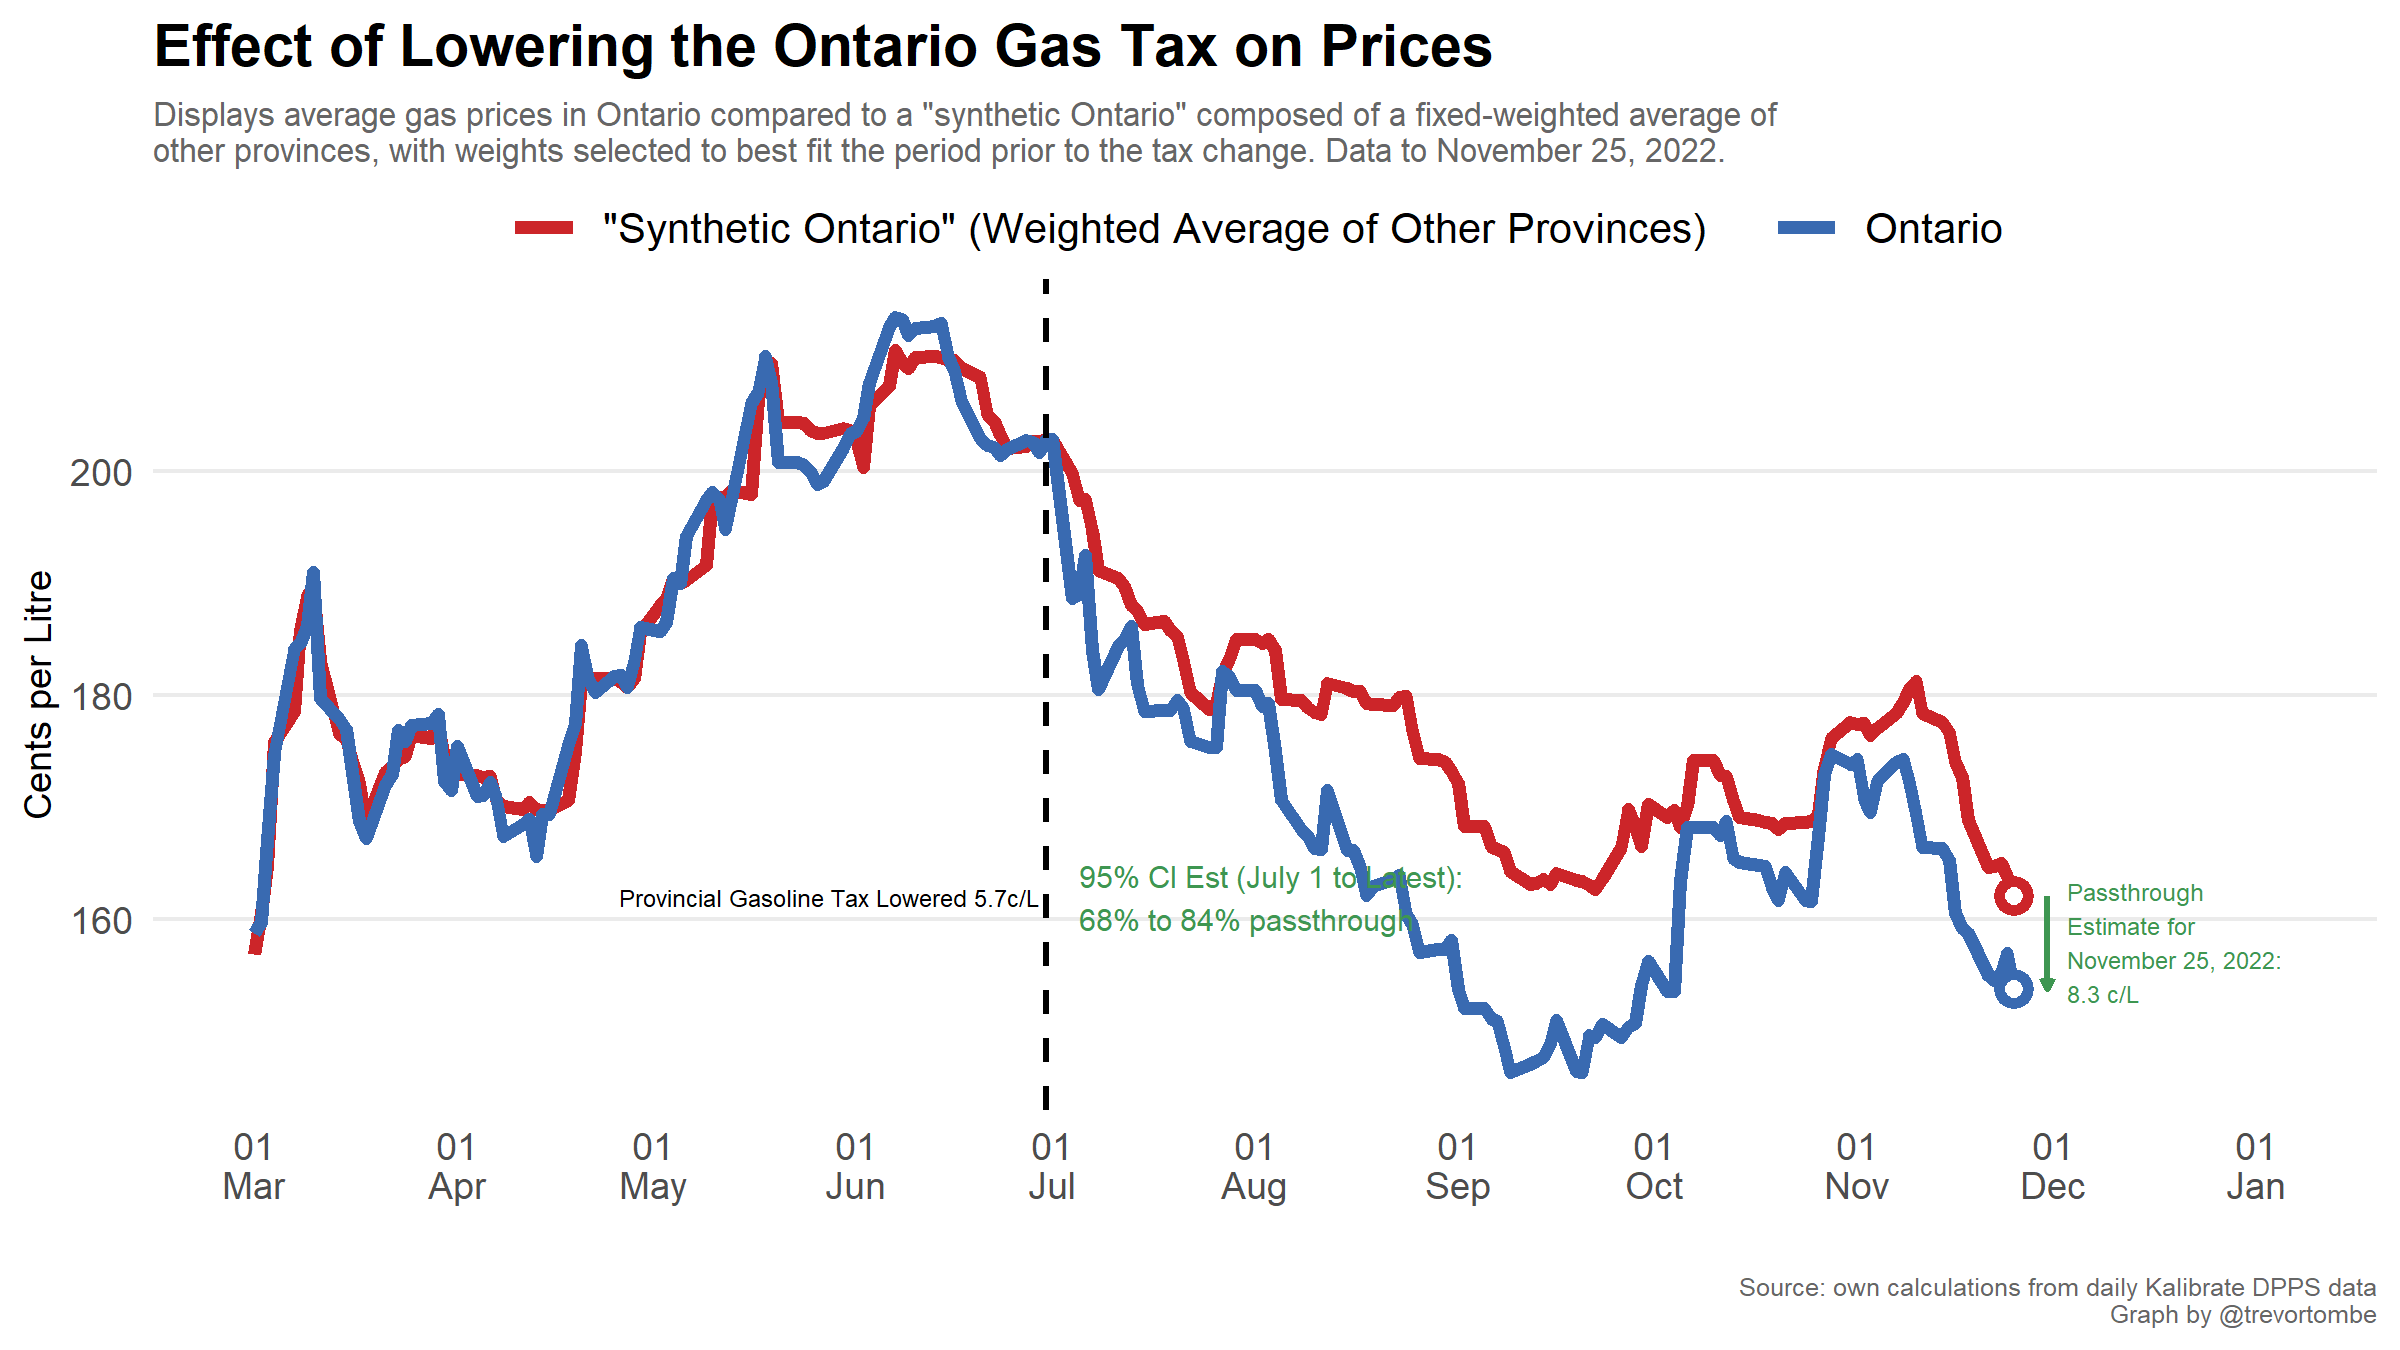 Effect of Lowering the Ontario Gas Tax on Prices
Displays average gas prices in Ontario compared to a "synthetic Ontario" composed of a fixed-weighted average of
other provinces, with weights selected to best fit the period prior to the tax change. Data to November 25, 2022.
"Synthetic Ontario" (Weighted Average of Other Provinces)
Ontario
Cents per Litre
200
180
160
Provincial Gasoline Tax Lowered 5.7c/L
95% CI Est (July 1 to Latest):
68% to 84% passthrough
Passthrough
Estimate for
November 25, 2022:
8.3 c/L
01 01 01 01 01 01 01 01 01 01 01
Mar Apr May Jun Jul Aug Sep Oct Nov Dec Jan
Source: own calculations from daily Kalibrate DPPS data
Graph by @trevortombe